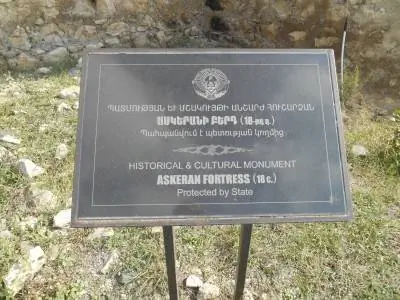 ՊԱՏՄՈՒԹՅԱՆ ԵՒ ՄՇԱԿՈՒՅԹԻ ԱՆՇԱՐԺ ՀՈՒՇԱՐՁԱՆ
ԱՍԿԵՐԱՆԻ ԲԵՐԴ (18-րդ դ.)
Պահպանվում է պետության կողմից
HISTORICAL & CULTURAL MONUMENT
ASKERAN FORTRESS (18 c.)
Protected by State